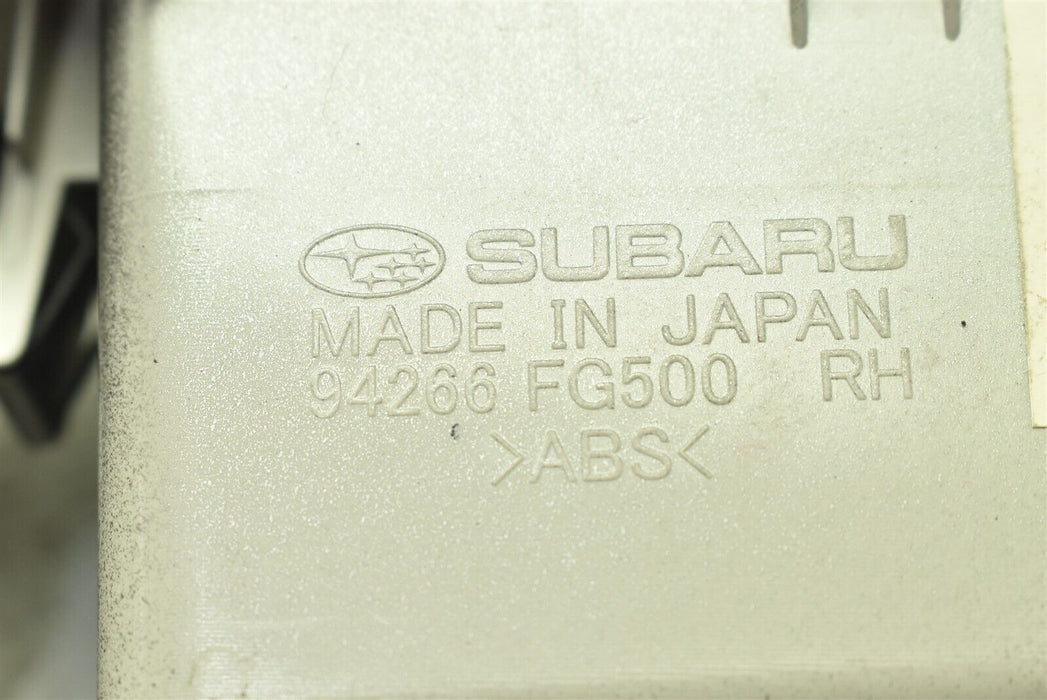 SUBARU
MADE IN JAPAN
94266 FG500 RH
>ABS<